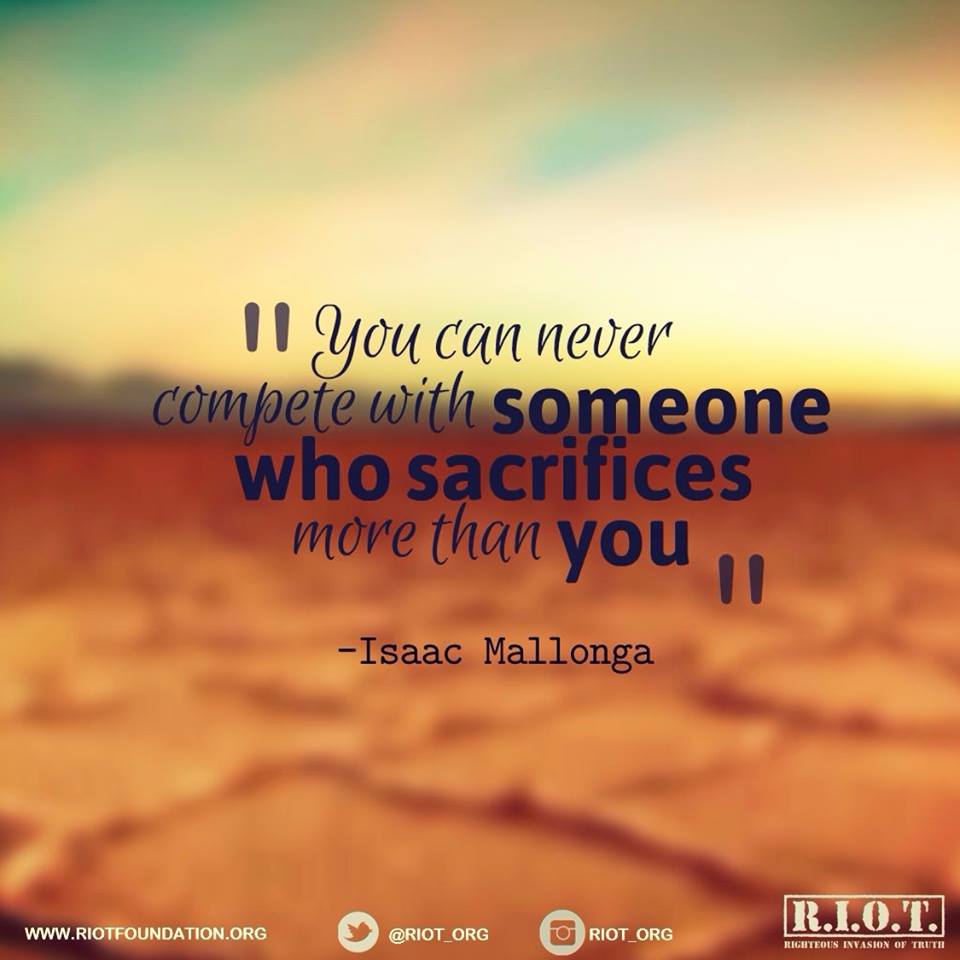 "You can never
compete with someone
who sacrifices
more than you"
-Isaac Mallonga
WWW.RIOTFOUNDATION.ORG
@RIOT_ORG
RIOT_ORG
R.I.O.T.
RIGHTEOUS INVASION OF TRUTH